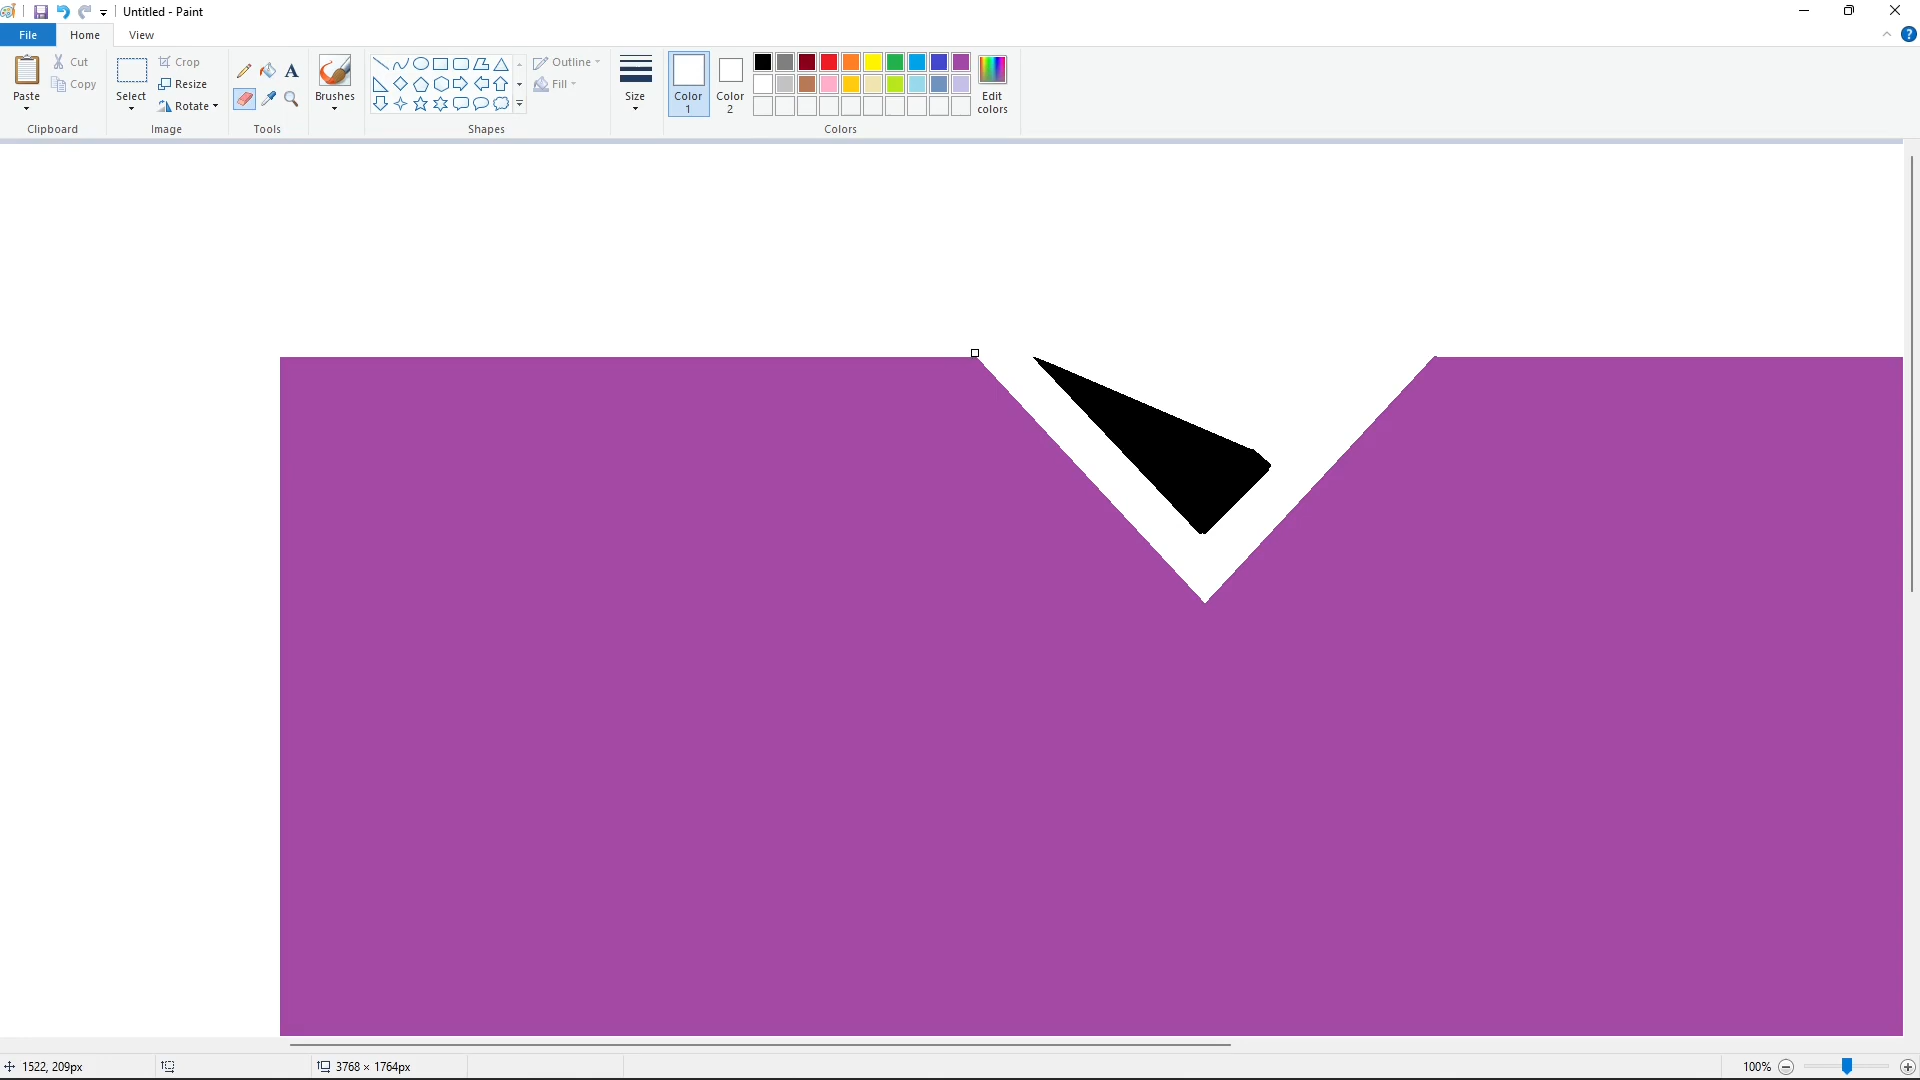 Untitled - Paint
File
Home
View
Paste
Cut
Copy
Clipboard
Select
Crop
Resize
Rotate
Image
A
Tools
Brushes
Shapes
Outline
Fill
Size
Color
1
Color
2
Edit
colors
Colors
?
1522, 209px
3768 × 1764px
100%